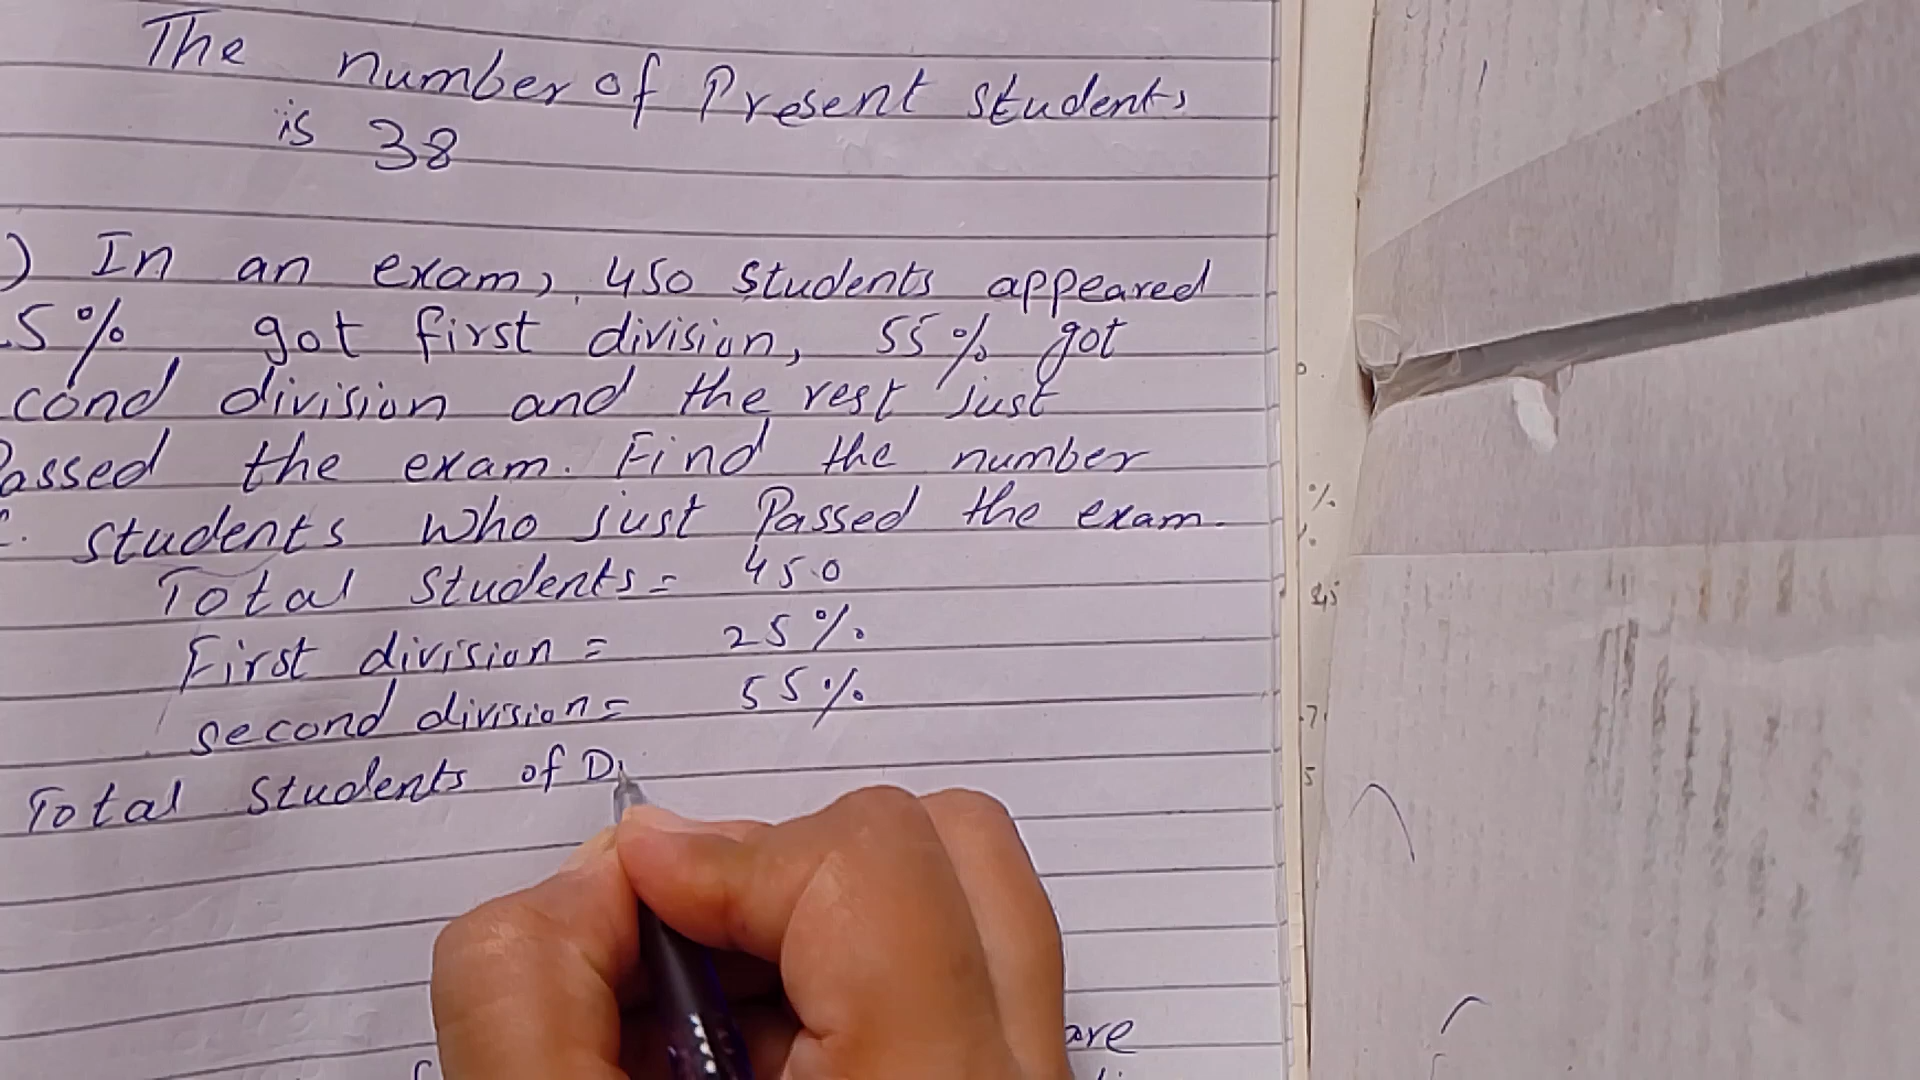 The number of Present students
is 38
) In an exam, 450 students appeared
5% got first division, 55% got
cond division and the rest just
Passed the exam. Find the number
students who just Passed the exam.
Total students = 450
First division = 25%
second division = 55%
Total students of Di
are